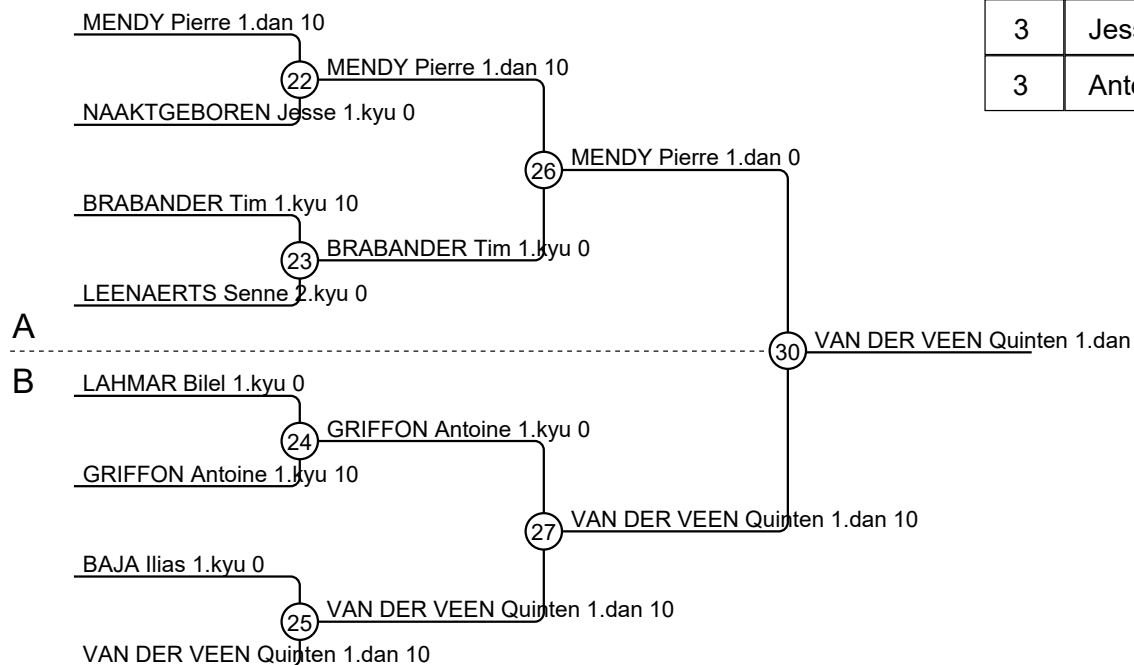 MENDY Pierre 1.dan 10
22
MENDY Pierre 1.dan 10
NAAKTGEBOREN Jesse 1.kyu 0
26
MENDY Pierre 1.dan 0
BRABANDER Tim 1.kyu 10
23
BRABANDER Tim 1.kyu 0
LEENAERTS Senne 2.kyu 0
A
30
VAN DER VEEN Quinten 1.dan
B
LAHMAR Bilel 1.kyu 0
24
GRIFFON Antoine 1.kyu 0
GRIFFON Antoine 1.kyu 10
27
VAN DER VEEN Quinten 1.dan 10
BAJA Ilias 1.kyu 0
25
VAN DER VEEN Quinten 1.dan 10
VAN DER VEEN Quinten 1.dan 10
3
3